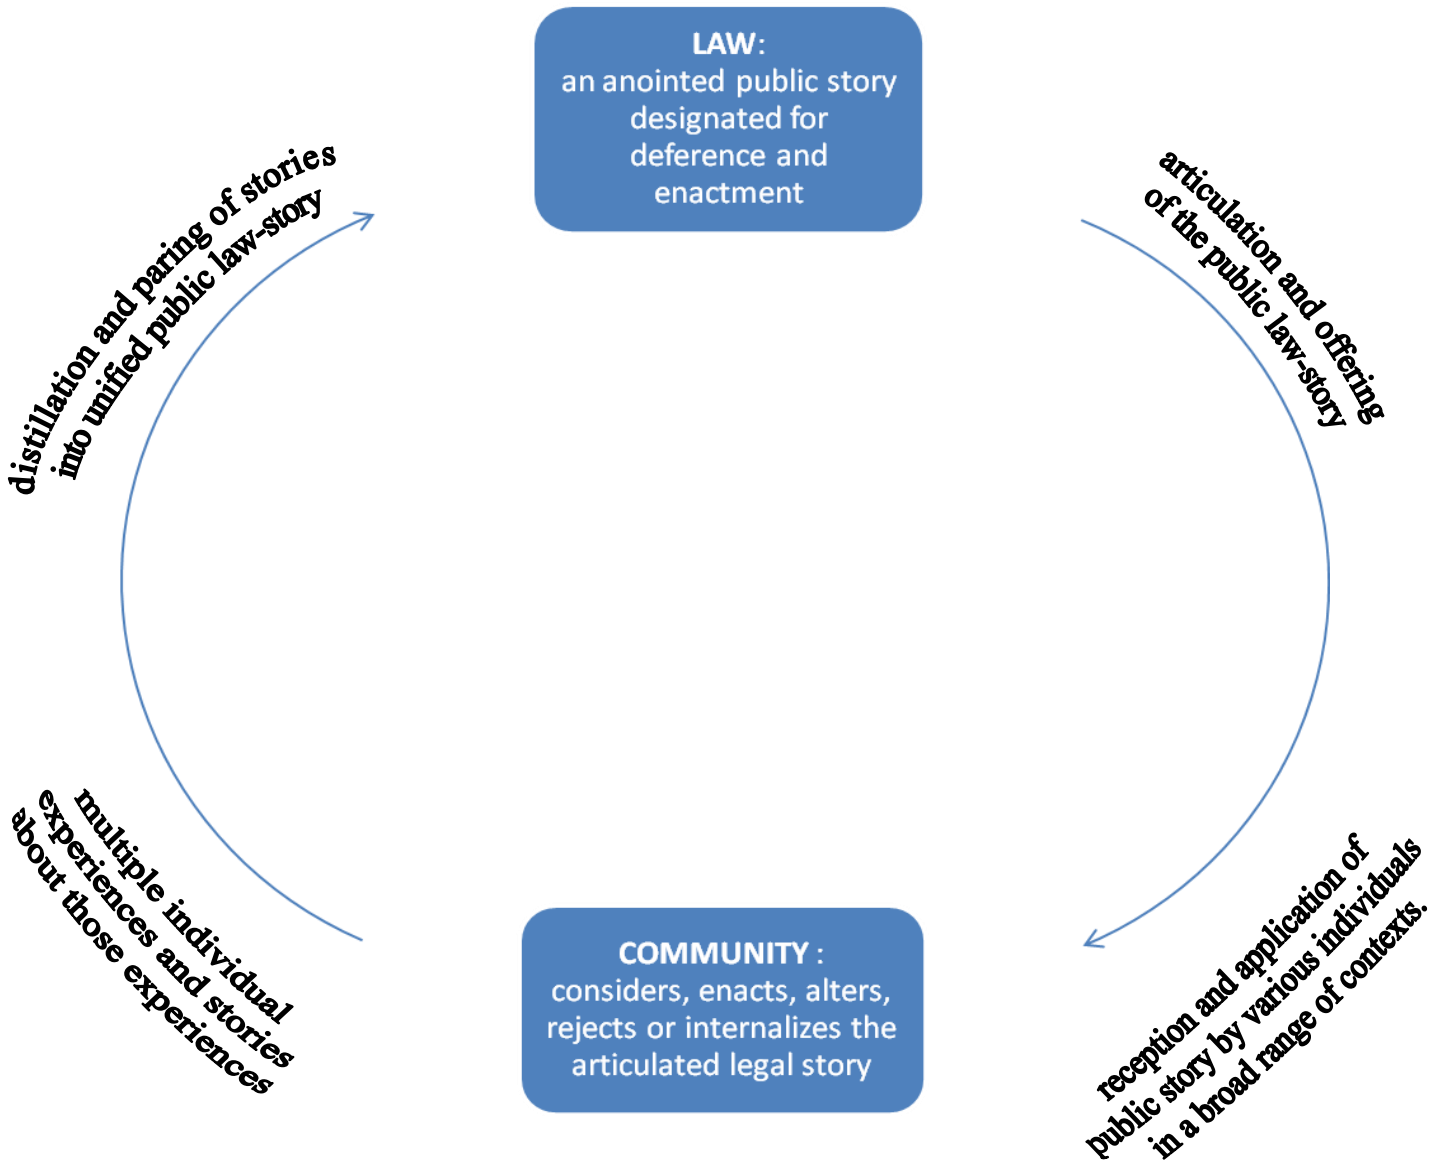 LAW:
an anointed public story
designated for
deference and
enactment
distillation and paring of stories
into unified public law-story
articulation and offering
of the public law-story
multiple individual
experiences and stories
about those experiences
COMMUNITY :
considers, enacts, alters,
rejects or internalizes the
articulated legal story
reception and application of
public story by various individuals
in a broad range of contexts.